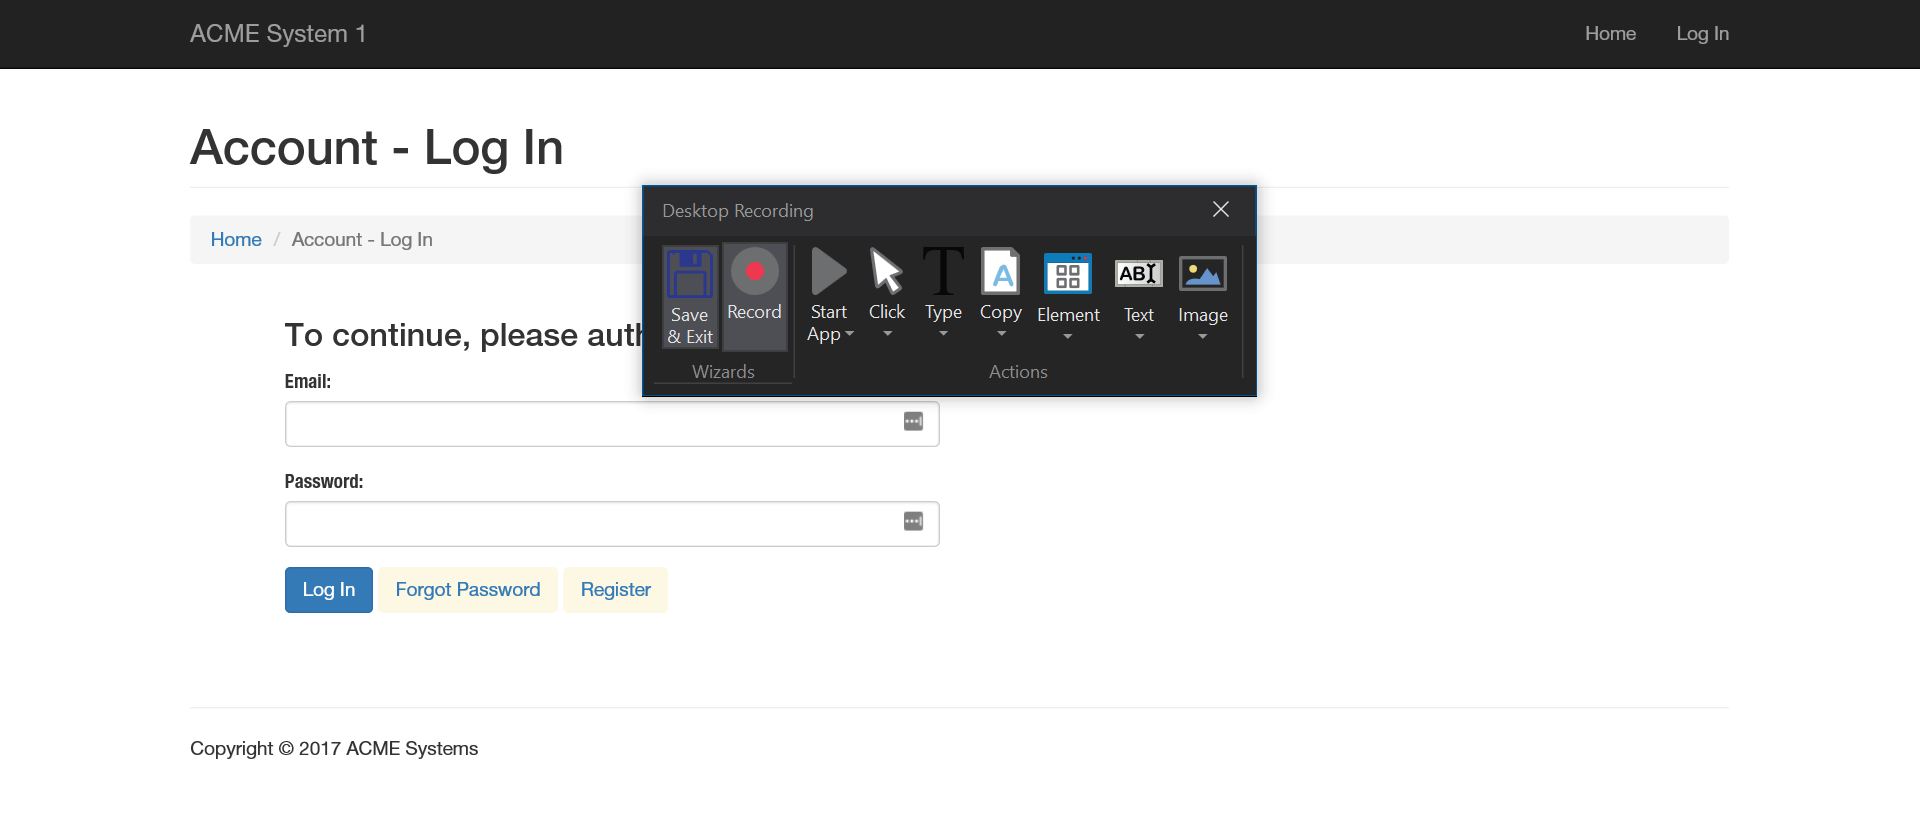 ACME System 1 Home Log In
Account - Log In
Desktop Recording
Home / Account - Log In
Save & Exit Record Start App Click Type Copy Element Text Image
Wizards Actions
To continue, please
Email:
Password:
Log In Forgot Password Register
Copyright © 2017 ACME Systems